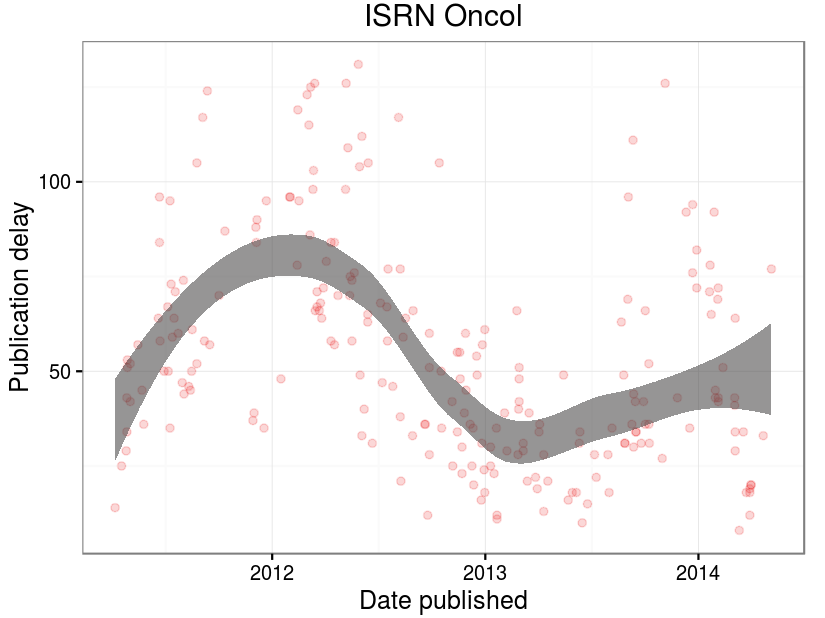 ISRN Oncol
Publication delay
100
50
2012 2013 2014
Date published